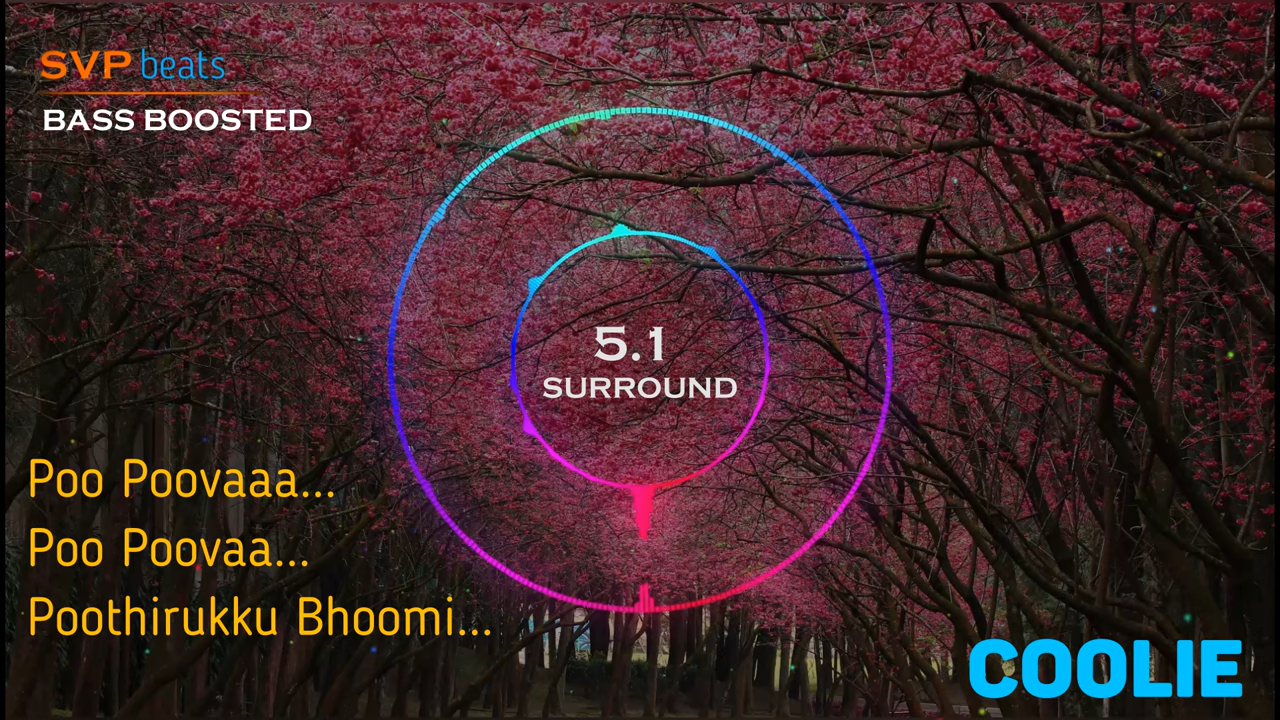 SVP beats
BASS BOOSTED
5.1
SURROUND
Poo Poovaaa...
Poo Poovaa...
Poothirukku Bhoomi...
COOLIE